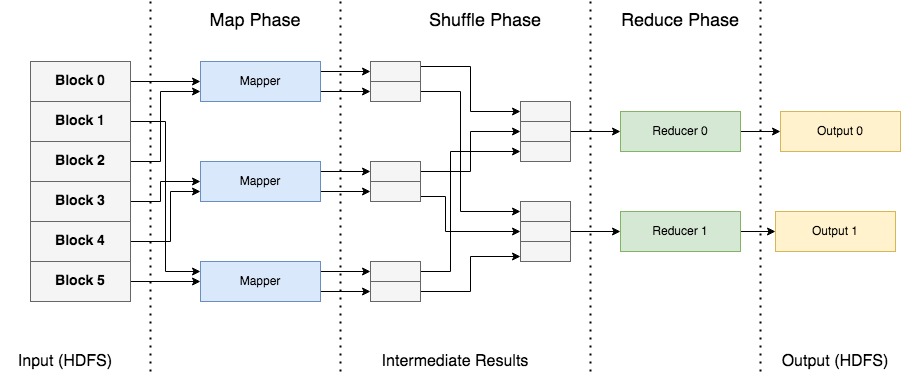 Map Phase
Shuffle Phase
Reduce Phase
Block 0
Block 1
Block 2
Block 3
Block 4
Block 5
Mapper
Mapper
Mapper
Reducer 0
Reducer 1
Output 0
Output 1
Input (HDFS)
Intermediate Results
Output (HDFS)